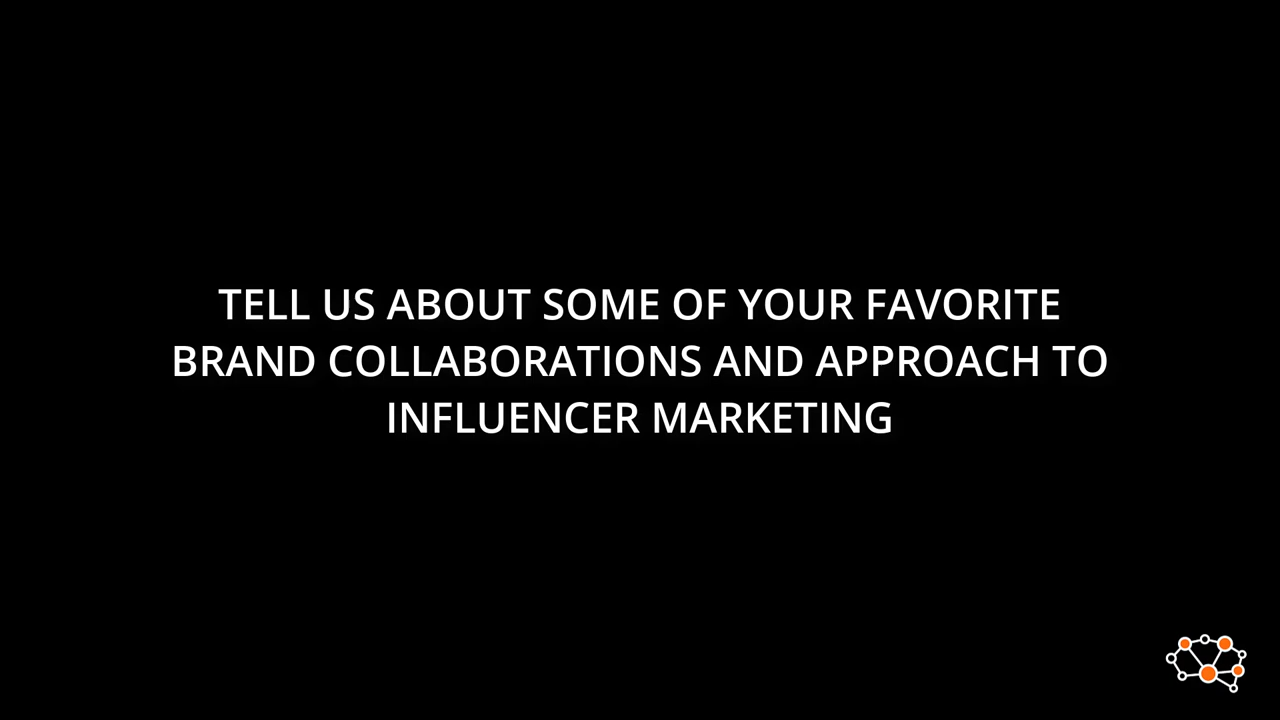 TELL US ABOUT SOME OF YOUR FAVORITE
BRAND COLLABORATIONS AND APPROACH TO
INFLUENCER MARKETING